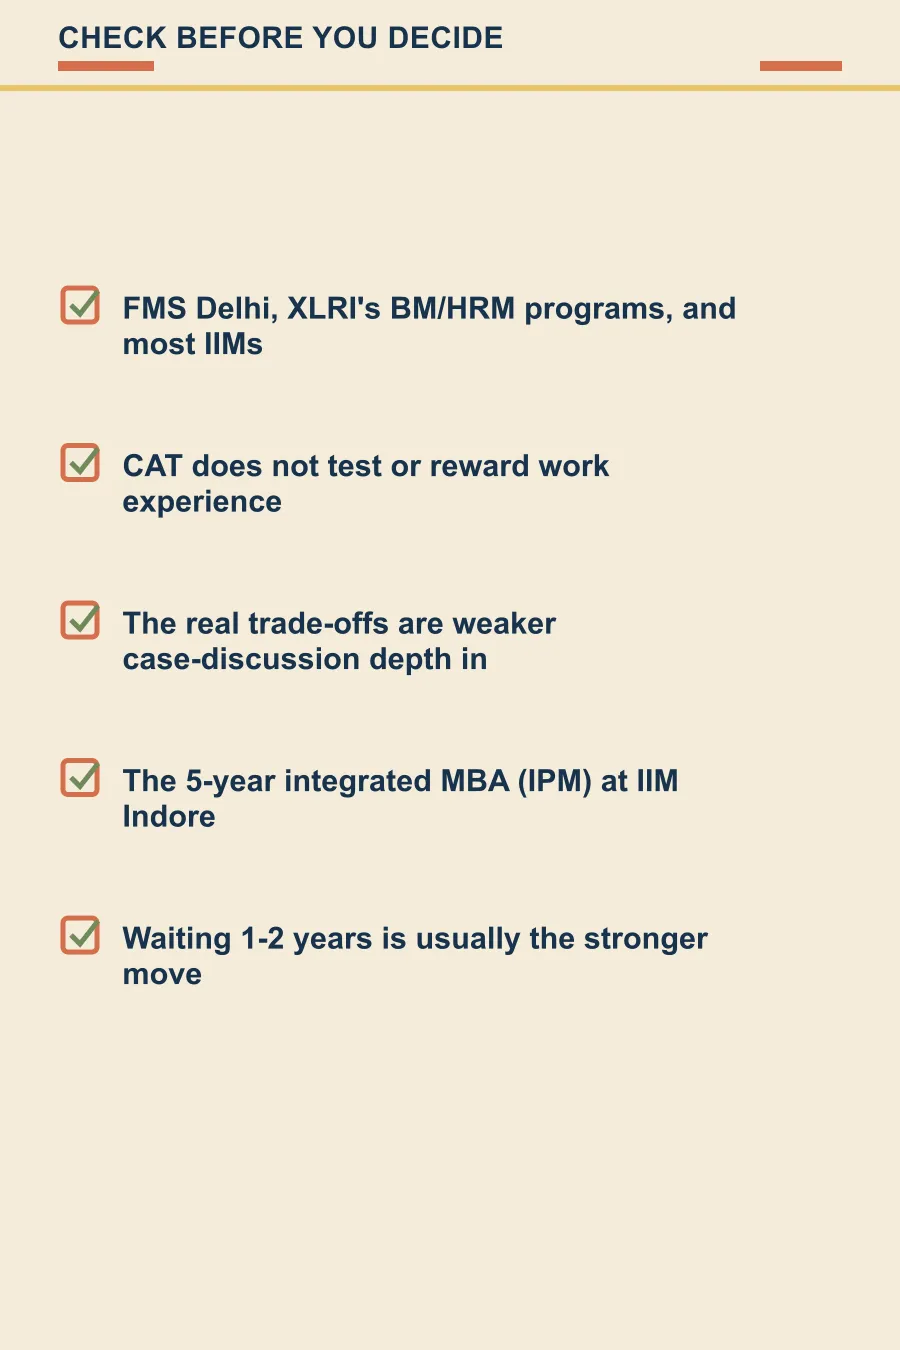 CHECK BEFORE YOU DECIDE
FMS Delhi, XLRI's BM/HRM programs, and
most IIMs
CAT does not test or reward work
experience
The real trade-offs are weaker
case-discussion depth in
The 5-year integrated MBA (IPM) at IIM
Indore
Waiting 1-2 years is usually the stronger
move